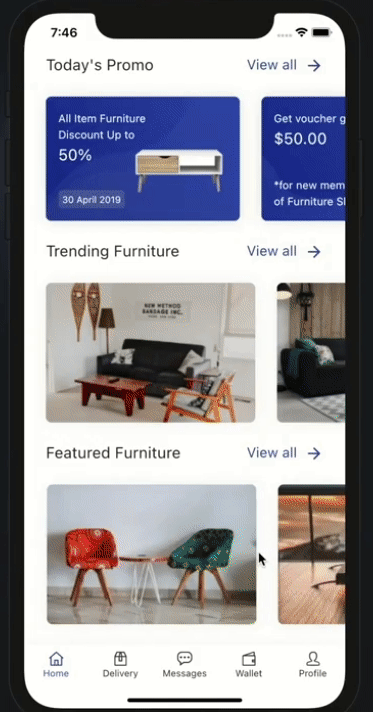 7:46
Today's Promo
View all
All Item Furniture
Discount Up to
50%
30 April 2019
Get voucher g
$50.00
*for new mem
of Furniture
Trending Furniture
View all
NEW METHOD
BANDAGE INC.
Featured Furniture
View all
Home
Delivery
Messages
Wallet
Profile